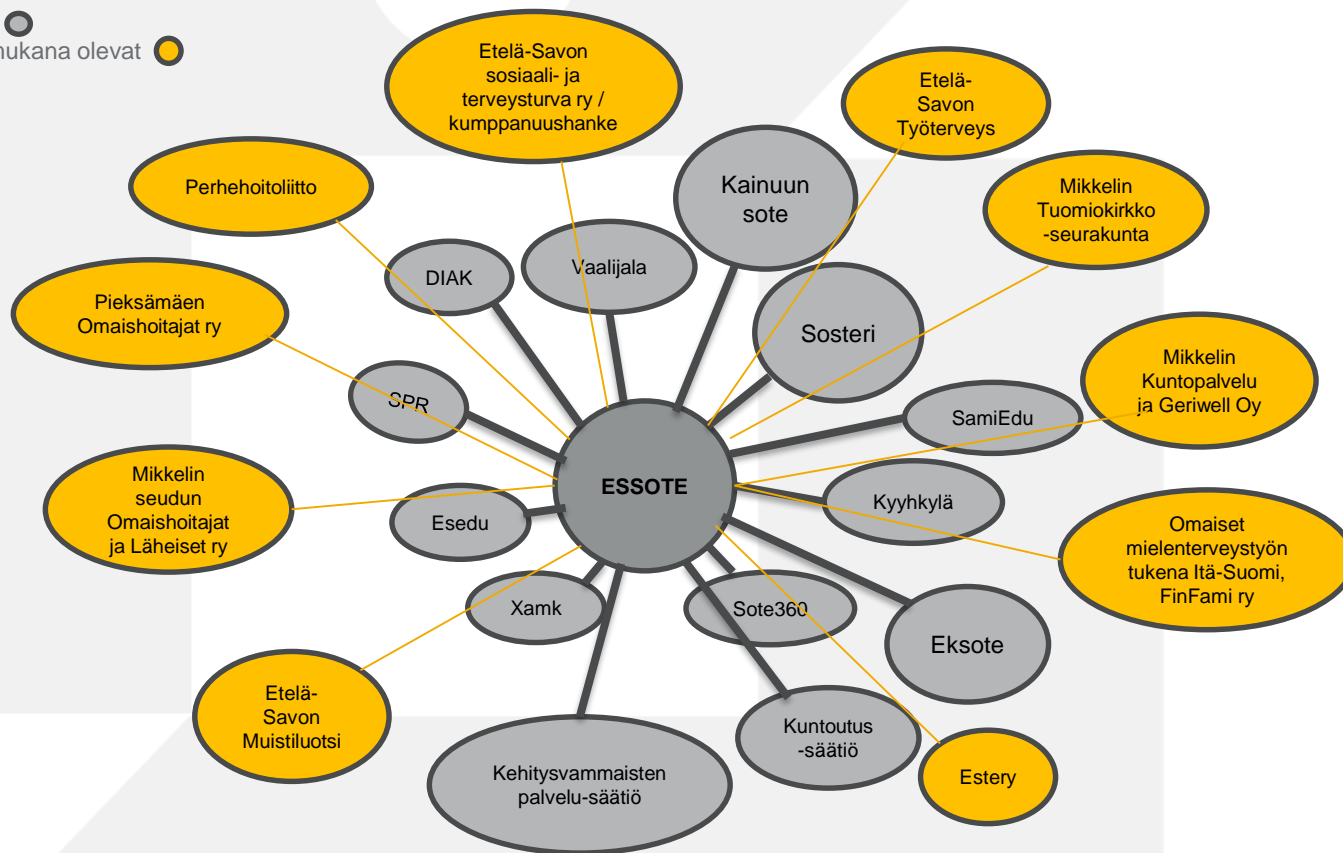 mukana olevat
Etelä-Savon
sosiaali- ja
terveysturva ry /
kumppanuushanke
Etelä-
Savon
Työterveys
Perhehoitoliitto
Kainuun
sote
Mikkelin
Tuomiokirkko
-seurakunta
DIAK
Vaalijala
Pieksämäen
Omaishoitajat ry
Sosteri
Mikkelin
Kuntopalvelu
ja Geriwell Oy
SPR
SamiEdu
ESSOTE
Mikkelin
seudun
Omaishoitajat
ja Läheiset ry
Esedu
Kyyhkylä
Omaiset
mielenterveystyön
tukena Itä-Suomi,
FinFami ry
Xamk
Sote360
Eksote
Etelä-
Savon
Muistiluotsi
Kuntoutus
-säätiö
Kehitysvammaisten
palvelu-säätiö
Estery